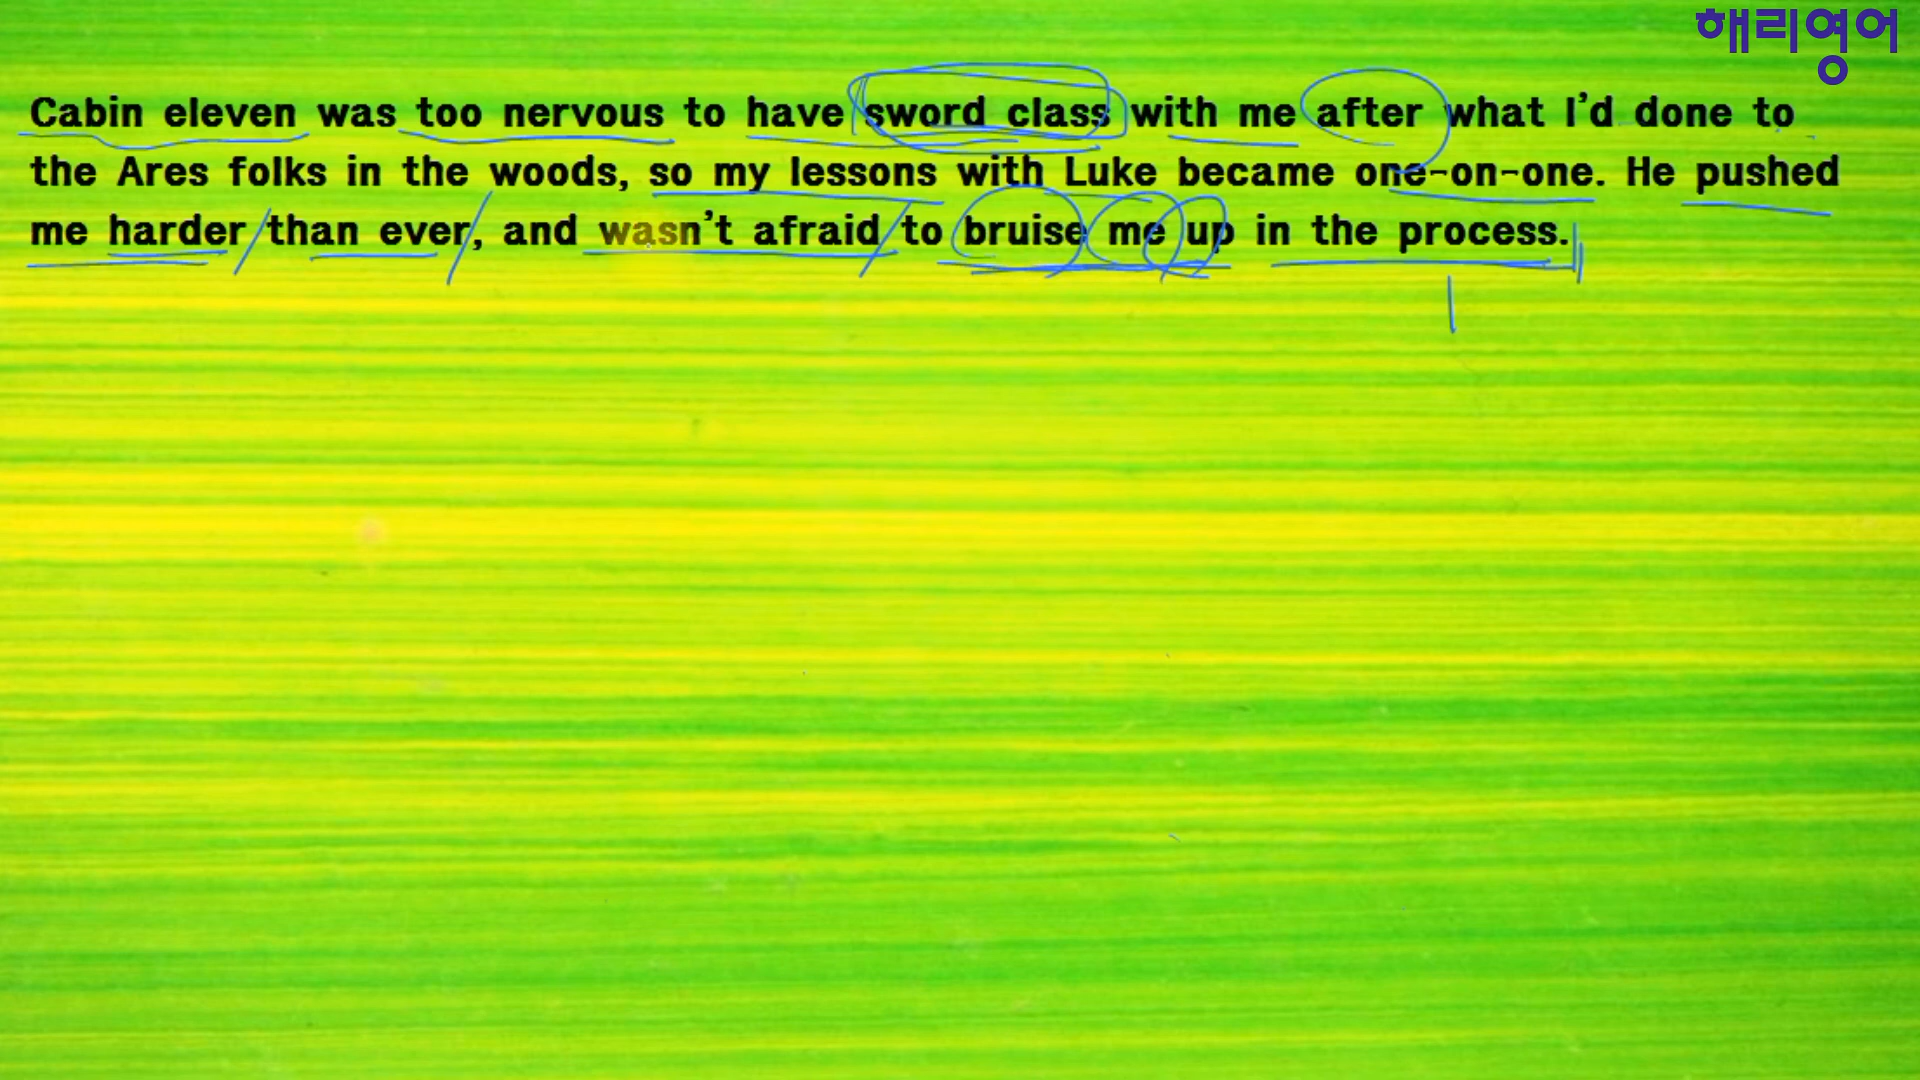 해리영어
Cabin eleven was too nervous to have sword class with me after what I'd done to
the Ares folks in the woods, so my lessons with Luke became one-on-one. He pushed
me harder than ever, and wasn't afraid to bruise me up in the process.